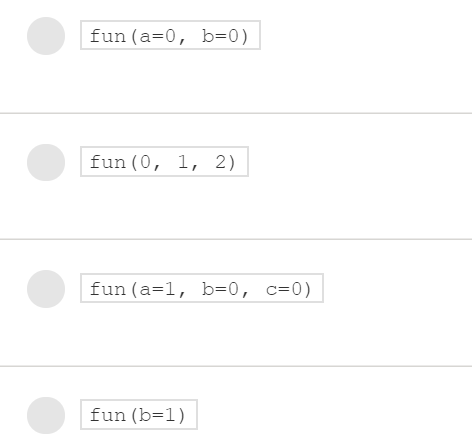 fun(a=0, b=0)
fun(0, 1, 2)
fun(a=1, b=0, c=0)
fun(b=1)